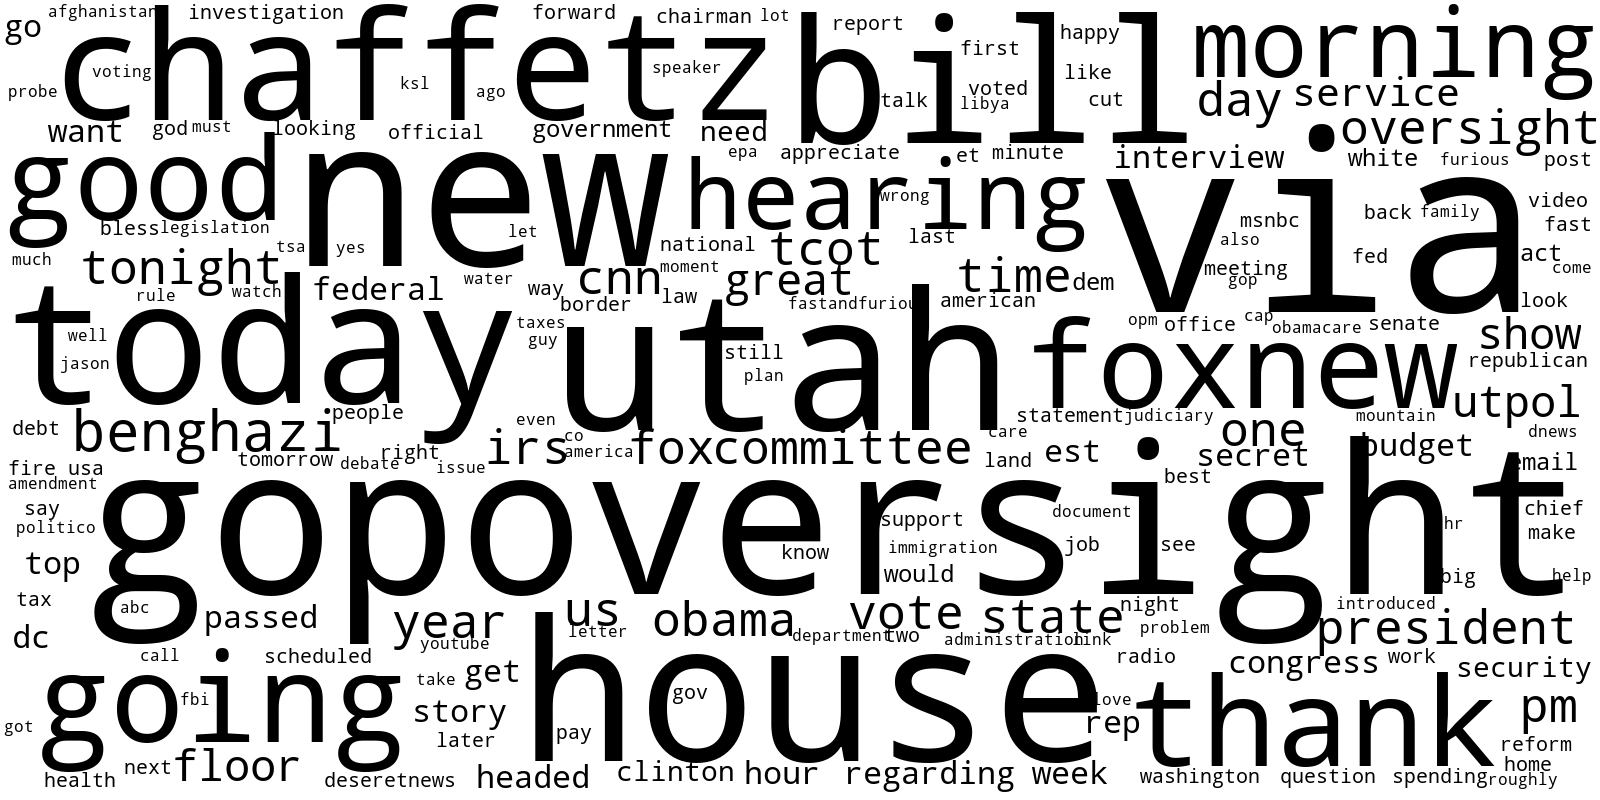 go afghanistan investigation forward chairman lot report first happy morning
chaffetz bill
probe voting ksl ago speaker talk voted libya like cut day service
want god must looking official government need oversight
good new hearing epa appreciate et minute interview white furious post
via wrong msnbc back family video fast
bless legislation let national tcot last also
much tonight tsa yes cnn moment great time dem meeting gop fed act come
rule watch federal water way border law fastandfuriou american look
today utah taxes guy opm office cap obamacare senate show
well jason still plan foxnew republican
debt benghazi people even co statement judiciary mountain utpol dnews
tomorrow debate right issue irs america fox committee care land est one secret budget email
fire usa amendment best
gopoversight
say politico support document hr chief make
top know immigration would job see big help
tax dc abc passed year us obama vote state night introduced president
letter department two administration link problem
call scheduled youtube radio congress work security
going fbi take get house gov love rep thank pm
got story later pay reform home
health next floor deseretnews headed clinton hour regarding week washington question spending roughly